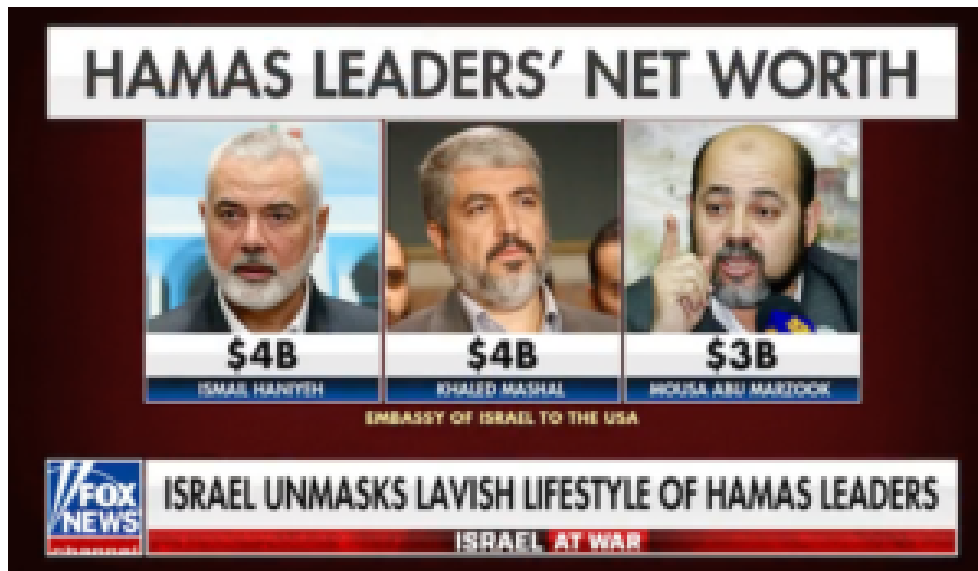 HAMAS LEADERS' NET WORTH
$4B
$4B
$3B
ISMAIL HANIYEH
KHALED MASHAL
MOUSA ABU MARZOOK
EMBASSY OF ISRAEL TO THE USA
FOX
NEWS
channel
ISRAEL UNMASKS LAVISH LIFESTYLE OF HAMAS LEADERS
ISRAEL AT WAR